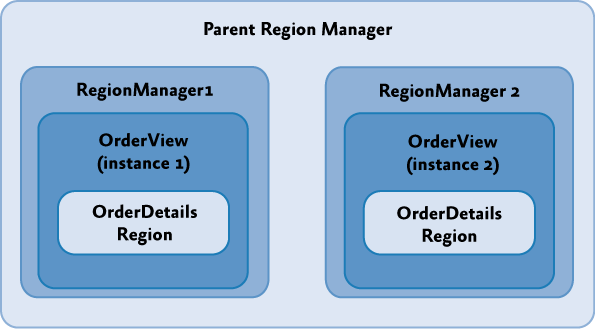 Parent Region Manager
RegionManager1
OrderView
(instance 1)
OrderDetails
Region
RegionManager 2
OrderView
(instance 2)
OrderDetails
Region